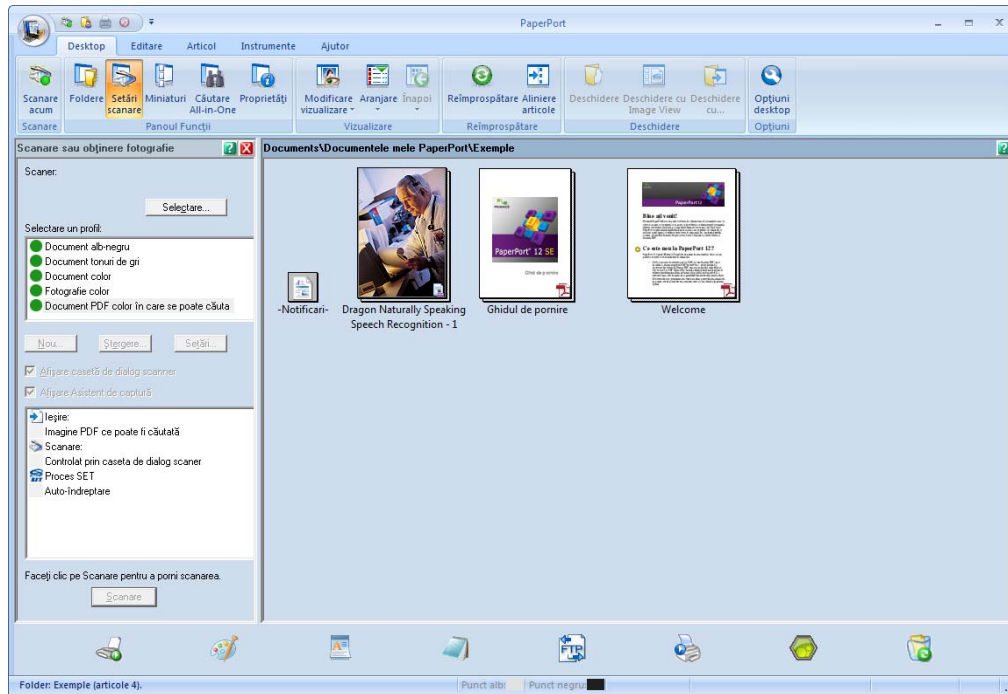 PaperPort
Desktop Editare Articol Instrumente Ajutor
Scanare acum Foldere Setări scanare Miniaturi Căutare All-in-One Proprietăți Modificare vizualizare Aranjare Înapoi Reîmprospătare Aliniere articole Deschidere Deschidere cu Image View Deschidere cu... Opțiuni desktop
Scanare Panoul Funcții Vizualizare Reîmprospătare Deschidere Opțiuni
Scanare sau obținere fotografie
Documents\Documentele mele PaperPort\Exemple
Scaner:
Selectare...
Selectare un profil:
Document alb-negru
Document tonuri de gri
Document color
Fotografie color
Document PDF color în care se poate căuta
Nou... Ștergere... Setări...
Afișare casetă de dialog scanner
Afișare Asistent de captură
Ieșire:
Imagine PDF ce poate fi căutată
Scanare:
Controlat prin caseta de dialog scaner
Proces SET
Auto-îndreptare
Faceți clic pe Scanare pentru a porni scanarea.
Scanare
PaperPort® 12 SE
Ghid de pornire
PaperPort 12
Bine ați venit!
Ce este nou la PaperPort 12?
-Notificari-
Dragon Naturally Speaking
Speech Recognition - 1
Ghidul de pornire
Welcome
FTP
Folder: Exemple (articole 4).
Punct alb: Punct negru: